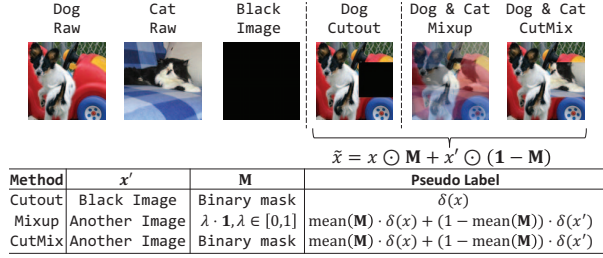 Dog Raw
Cat Raw
Black Image
Dog Cutout
Dog & Cat Mixup
Dog & Cat CutMix
x̃ = x ⊙ M + x′ ⊙ (1 − M)
Method x′ M Pseudo Label
Cutout Black Image Binary mask δ(x)
Mixup Another Image λ · 1, λ ∈ [0,1] mean(M) · δ(x) + (1 − mean(M)) · δ(x′)
CutMix Another Image Binary mask mean(M) · δ(x) + (1 − mean(M)) · δ(x′)